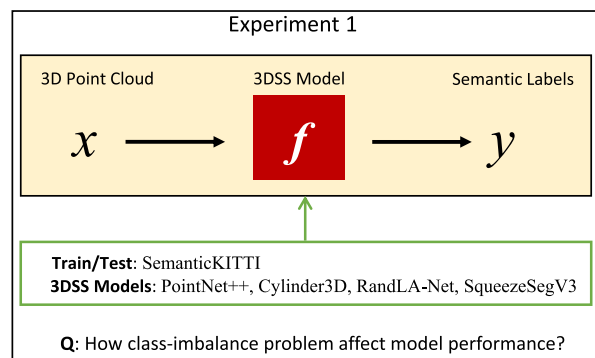 Experiment 1
3D Point Cloud 3DSS Model Semantic Labels
x f y
Train/Test: SemanticKITTI
3DSS Models: PointNet++, Cylinder3D, RandLA-Net, SqueezeSegV3
Q: How class-imbalance problem affect model performance?